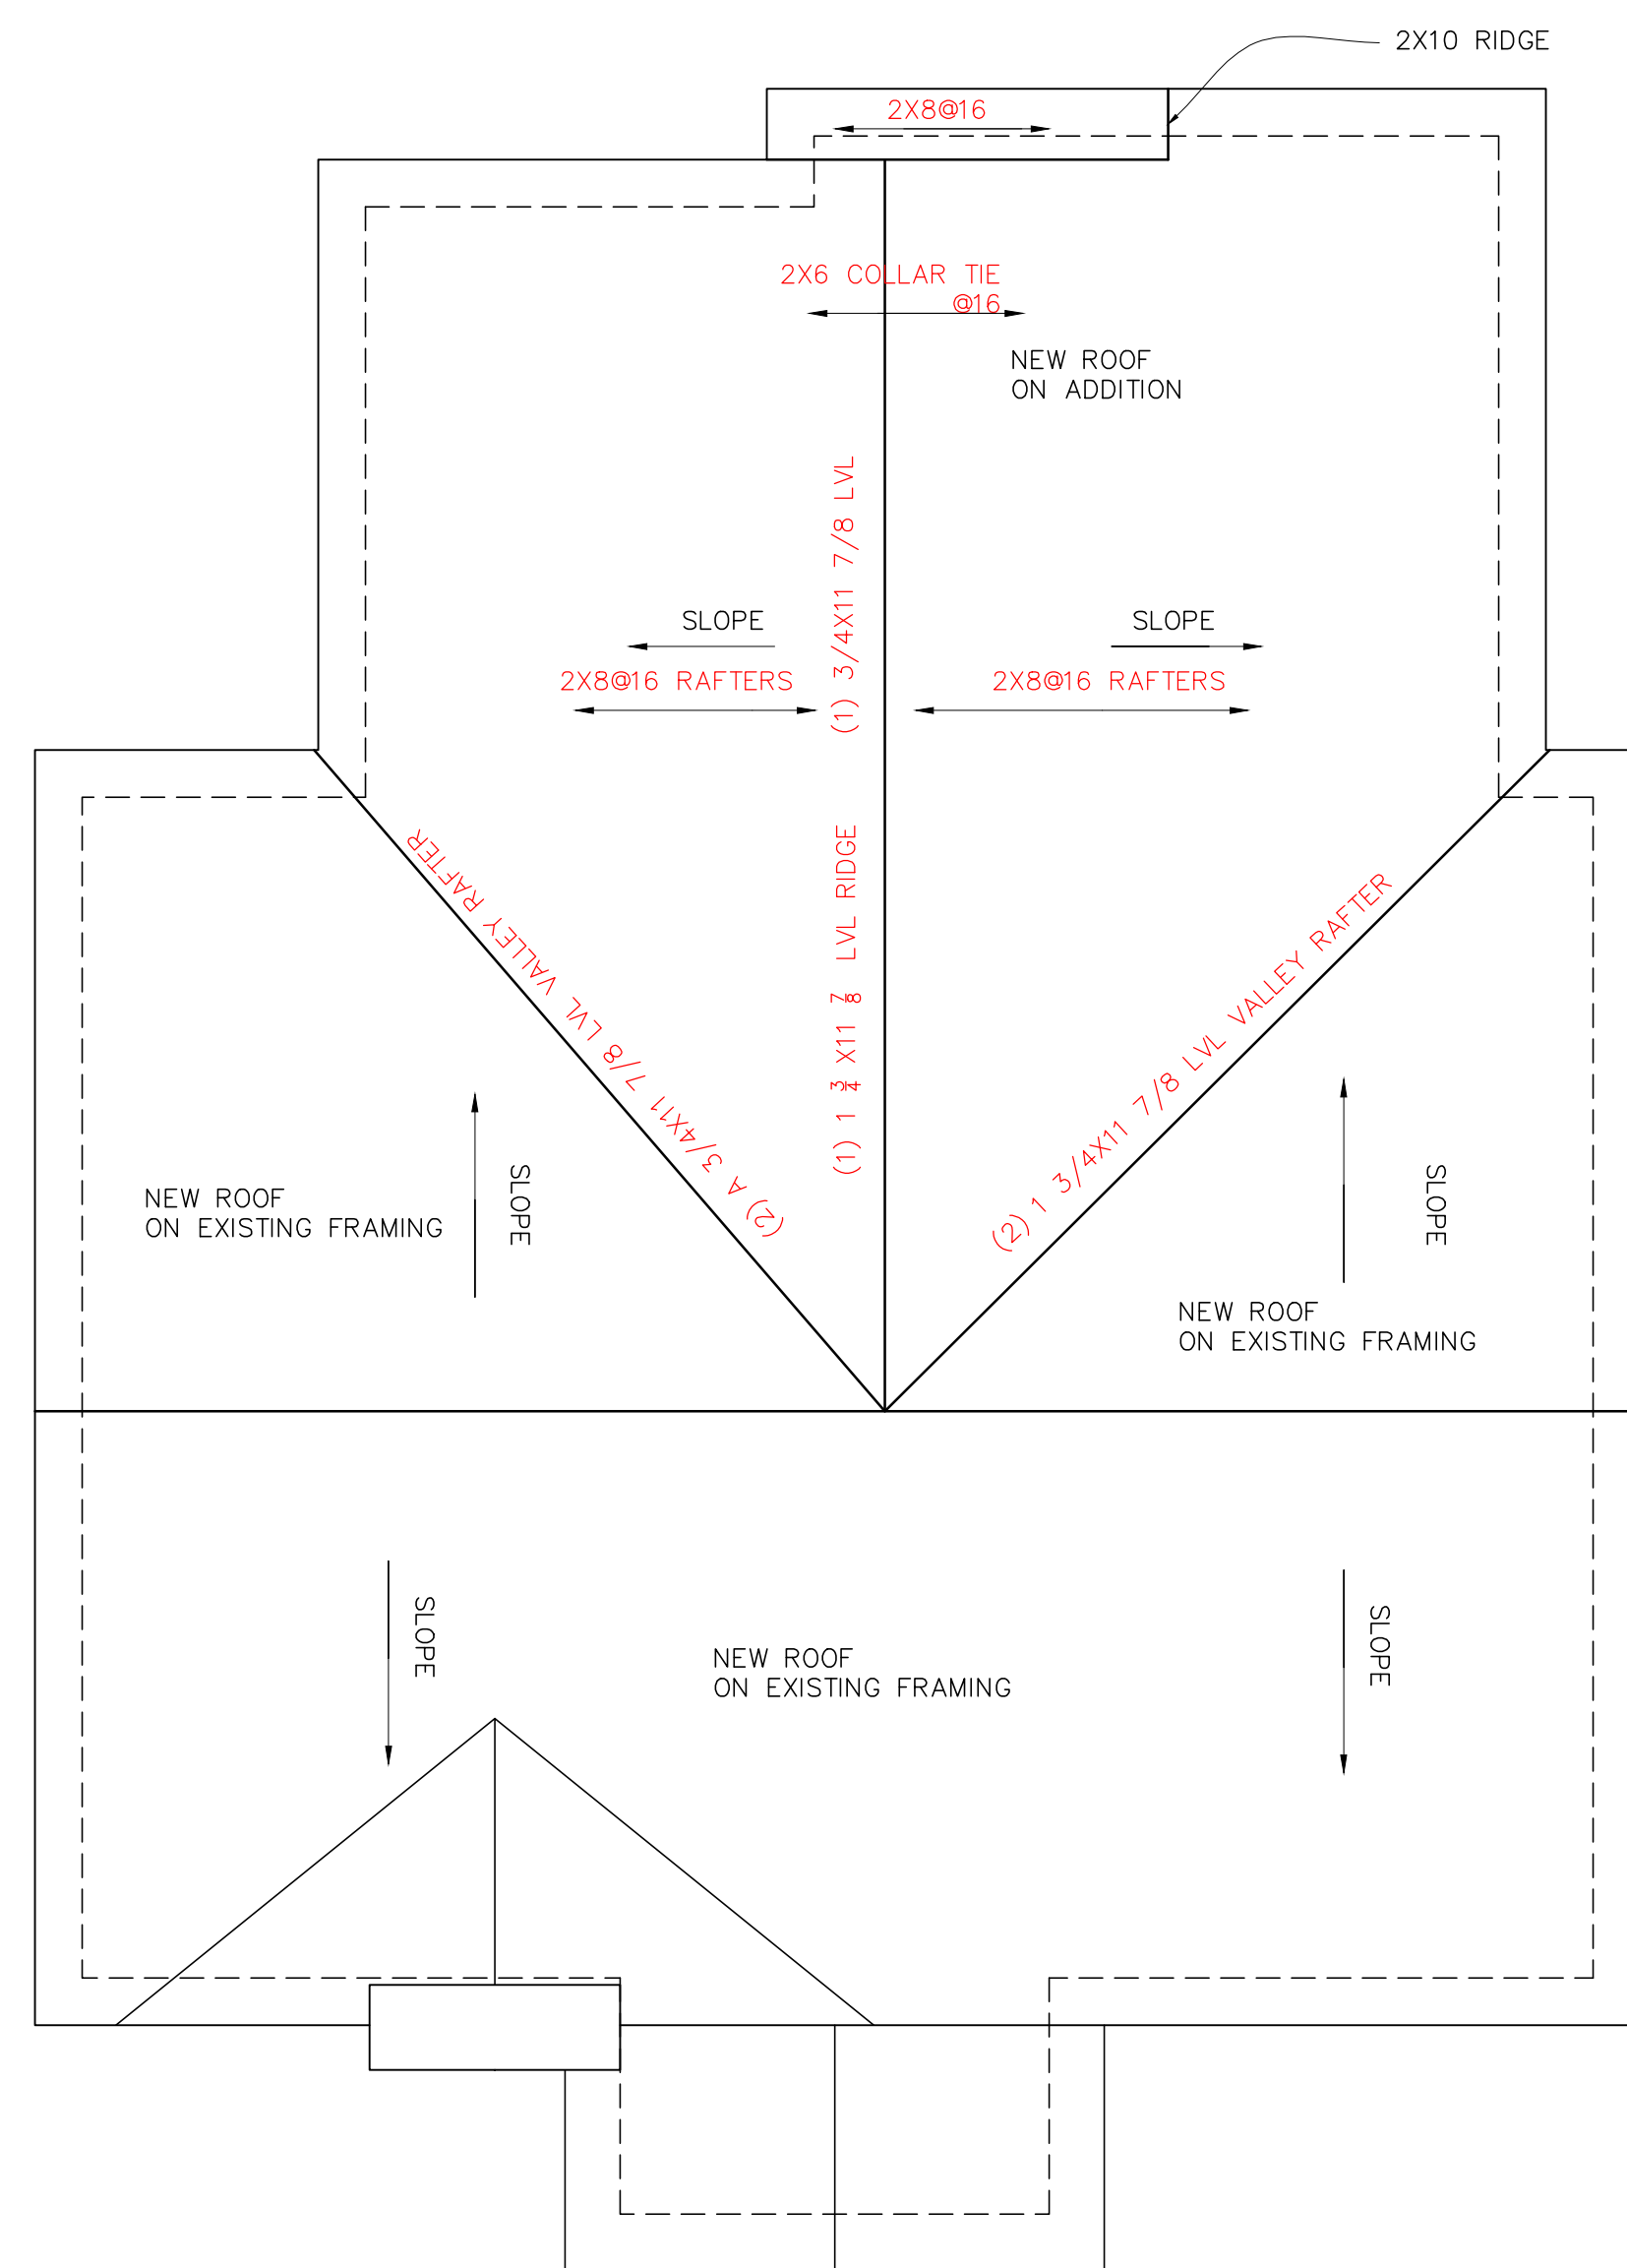 2X10 RIDGE
2X8@16
2X6 COLLAR TIE
@16
NEW ROOF
ON ADDITION
(1) 3/4X11 7/8 LVL
SLOPE
SLOPE
2X8@16 RAFTERS
2X8@16 RAFTERS
(2) A 3/4X11 7/8 LVL VALLEY RAFTER
(1) 1 3/4 X11 7/8 LVL RIDGE
(2) 1 3/4X11 7/8 LVL VALLEY RAFTER
SLOPE
SLOPE
NEW ROOF
ON EXISTING FRAMING
NEW ROOF
ON EXISTING FRAMING
SLOPE
SLOPE
NEW ROOF
ON EXISTING FRAMING